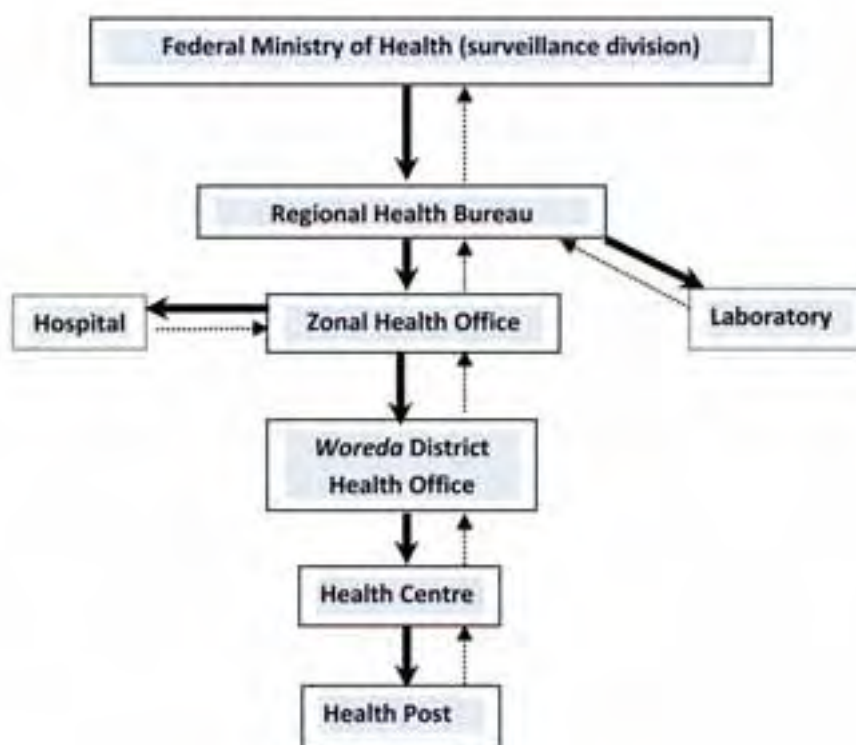 Federal Ministry of Health (surveillance division)
Regional Health Bureau
Hospital
Zonal Health Office
Laboratory
Woreda District
Health Office
Health Centre
Health Post